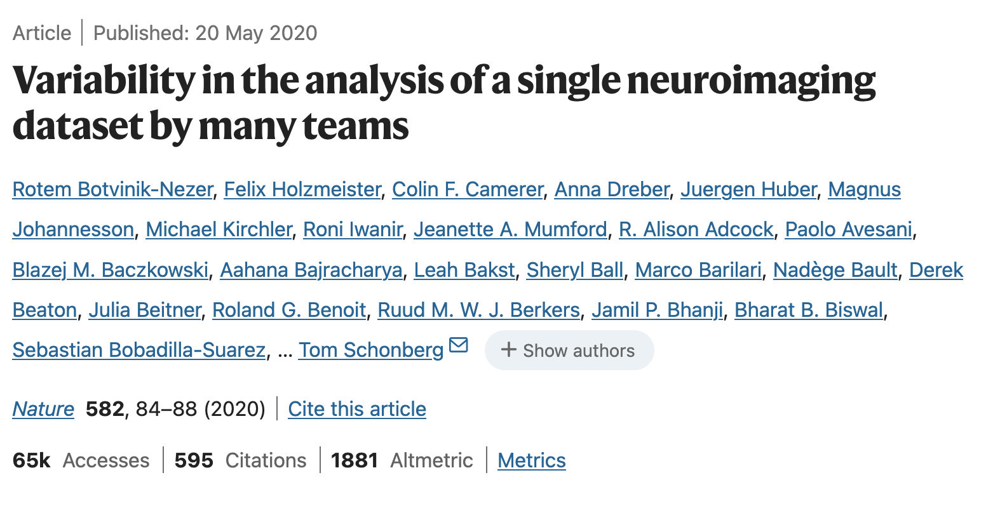 Article | Published: 20 May 2020
Variability in the analysis of a single neuroimaging
dataset by many teams
Rotem Botvinik-Nezer, Felix Holzmeister, Colin F. Camerer, Anna Dreber, Juergen Huber, Magnus
Johannesson, Michael Kirchler, Roni Iwanir, Jeanette A. Mumford, R. Alison Adcock, Paolo Avesani,
Blazej M. Baczkowski, Aahana Bajracharya, Leah Bakst, Sheryl Ball, Marco Barilari, Nadège Bault, Derek
Beaton, Julia Beitner, Roland G. Benoit, Ruud M. W. J. Berkers, Jamil P. Bhanji, Bharat B. Biswal,
Sebastian Bobadilla-Suarez, ... Tom Schonberg + Show authors
Nature 582, 84–88 (2020) | Cite this article
65k Accesses | 595 Citations | 1881 Altmetric | Metrics